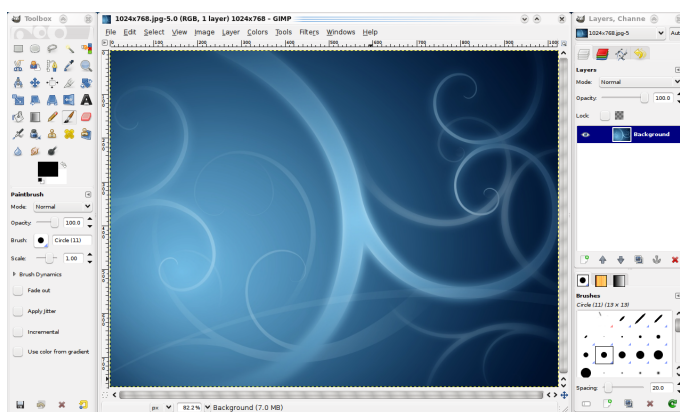 Toolbox
Paintbrush
Mode: Normal
Opacity: 100.0
Brush: Circle (11)
Scale: 1.00
Brush Dynamics
Fade out
Apply Jitter
Incremental
Use color from gradient
1024x768.jpg-5.0 (RGB, 1 layer) 1024x768 – GIMP
File Edit Select View Image Layer Colors Tools Filters Windows Help
px 82.2% Background (7.0 MB)
Layers, Channe
1024x768.jpg-5 Aut
Layers
Mode: Normal
Opacity: 100.0
Lock:
Background
Brushes
Circle (11) (13 × 13)
Spacing: 20.0